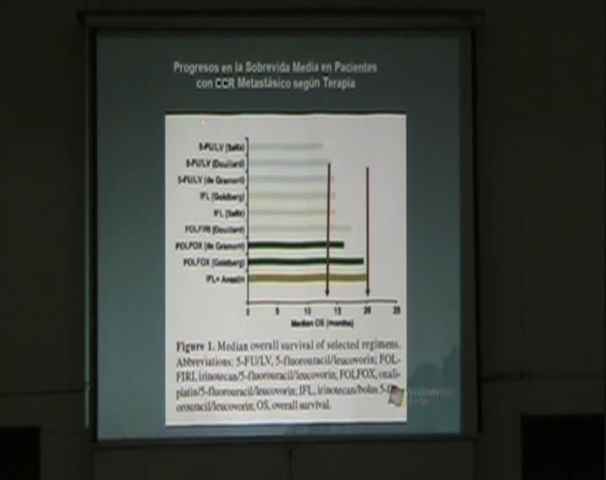 Progresos en la Sobrevida Media en Pacientes
con CCR Metastásico según Terapia
5-FU/LV (Saltz)
5-FU/LV (Douillard)
5-FU/LV (de Gramont)
IFL (Goldberg)
IFL (Saltz)
FOLFIRI (Douillard)
FOLFOX (de Gramont)
FOLFOX (Goldberg)
IFL+ Avastin
0 5 10 15 20 25
Median OS (months)
Figure 1. Median overall survival of selected regimens.
Abbreviations: 5-FU/LV, 5-fluorouracil/leucovorin; FOL-
FIRI, irinotecan/5-fluorouracil/leucovorin; FOLFOX, oxali-
platin/5-fluorouracil/leucovorin; IFL, irinotecan/bolus 5-
orouracil/leucovorin; OS, overall survival.